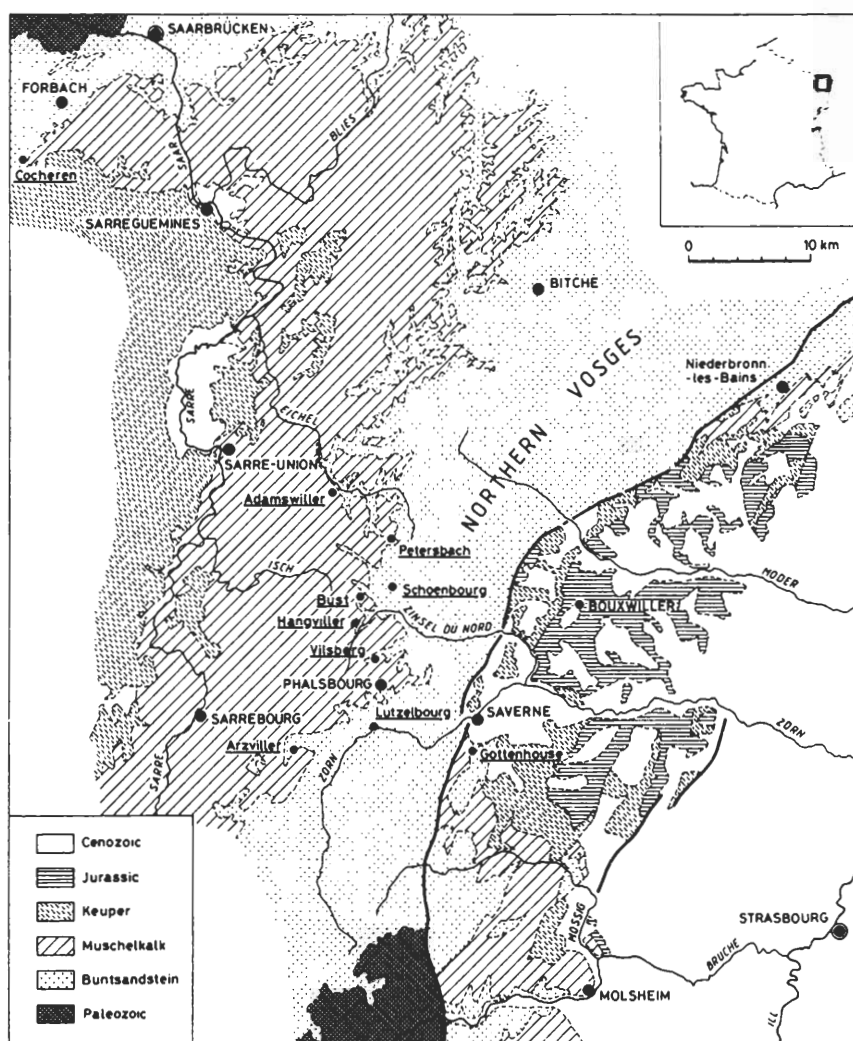 SAARBRÜCKEN
FORBACH
Cocheren
SAAR
BLIES
SARREGUEMINES
0 10 km
BITCHE
NORTHERN VOSGES
Niederbronn
-les-Bains
SARRE
EICHEL
SARRE-UNION
Adamswiller
Petersbach
ISCH
Schoenbourg
MODER
Bust
BOUXWILLER
Hangviller
ZINSEL DU NORD
Vilsberg
PHALSBOURG
SARREBOURG
Lutzelbourg
SAVERNE
ZORN
Arzviller
Gottenhouse
SARRE
ZORN
Cenozoic
Jurassic
Keuper
Muschelkalk
Buntsandstein
Paleozoic
STRASBOURG
MOSSIG
BRUCHE
MOLSHEIM
ILL